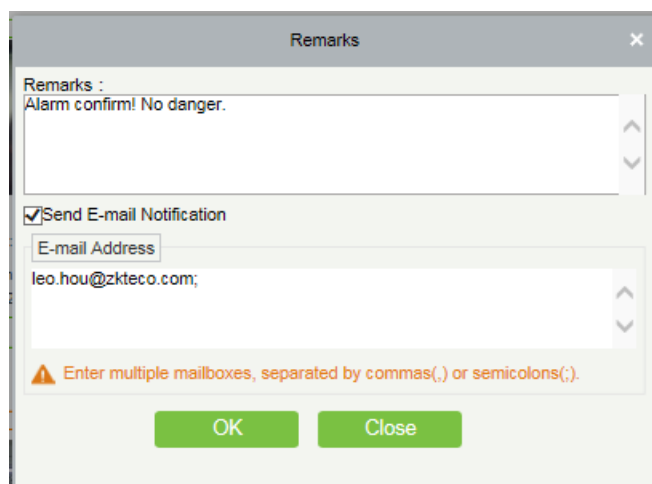 Remarks
Remarks :
Alarm confirm! No danger.
Send E-mail Notification
E-mail Address
leo.hou@zkteco.com;
Enter multiple mailboxes, separated by commas(,) or semicolons(;).
OK Close